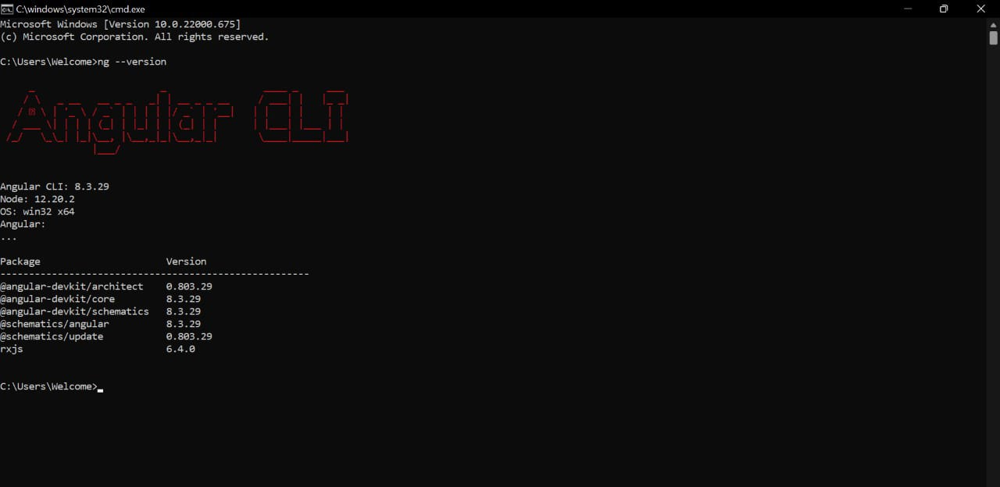 C:\windows\system32\cmd.exe
Microsoft Windows [Version 10.0.22000.675]
(c) Microsoft Corporation. All rights reserved.
C:\Users\Welcome>ng --version
Angular CLI
Angular CLI: 8.3.29
Node: 12.20.2
OS: win32 x64
Angular:
...
Package Version
------------------------------------------------------
@angular-devkit/architect 0.803.29
@angular-devkit/core 8.3.29
@angular-devkit/schematics 8.3.29
@schematics/angular 8.3.29
@schematics/update 0.803.29
rxjs 6.4.0
C:\Users\Welcome>